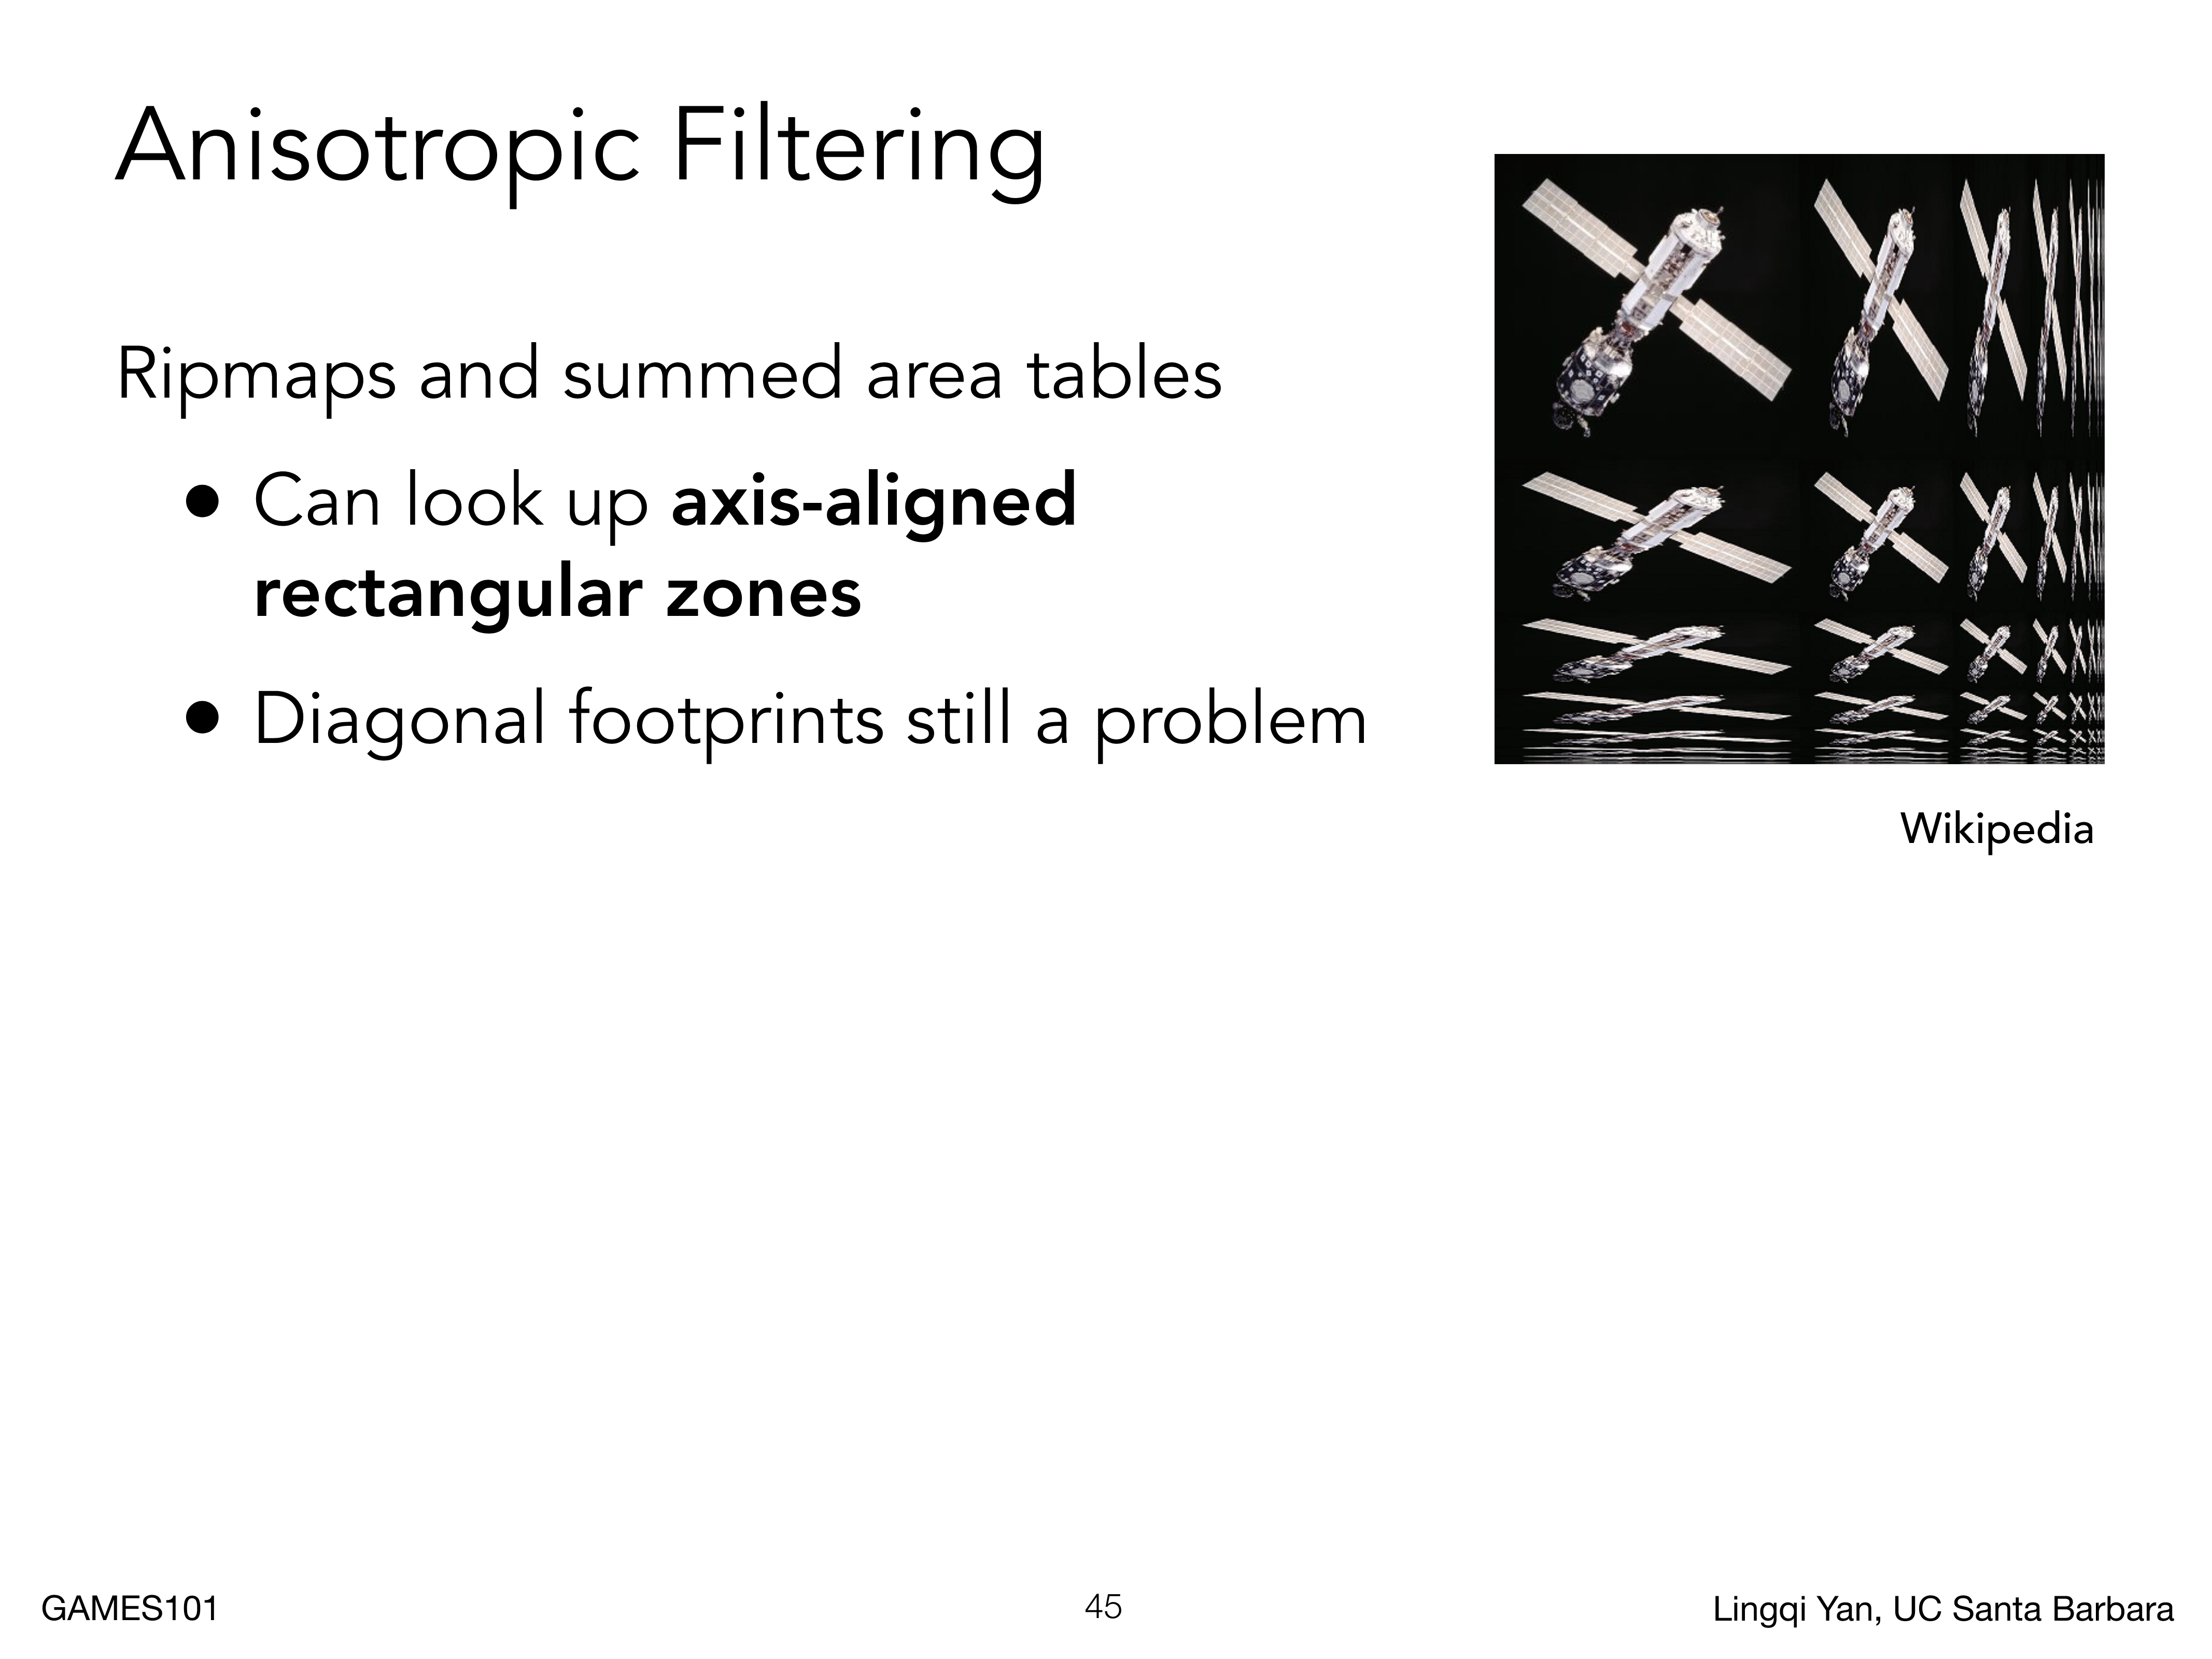 Anisotropic Filtering
Ripmaps and summed area tables
● Can look up axis-aligned
rectangular zones
● Diagonal footprints still a problem
Wikipedia
GAMES101
45
Lingqi Yan, UC Santa Barbara